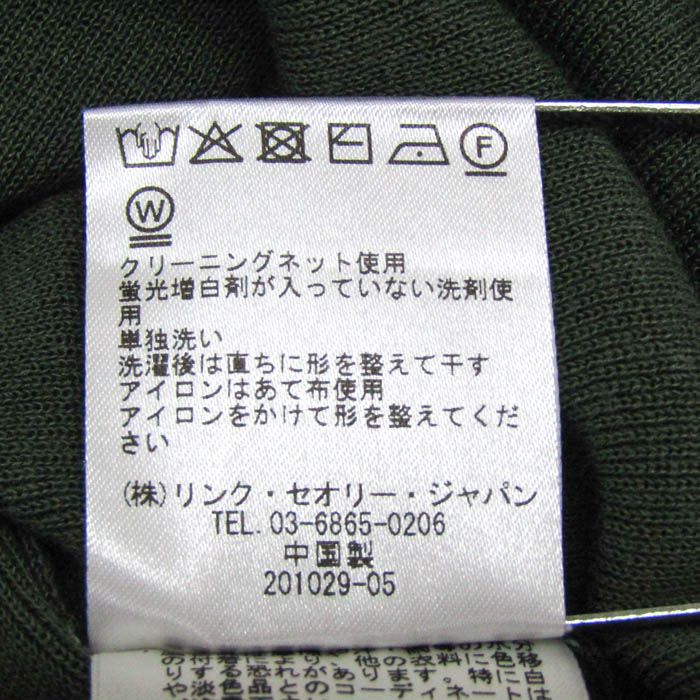 F
W
クリーニングネット使用
蛍光増白剤が入っていない洗剤使
用
単独洗い
洗濯後は直ちに形を整えて干す
アイロンはあて布使用
アイロンをかけて形を整えてくだ
さい
(株)リンク・セオリー・ジャパン
TEL.03-6865-0206
中国製
201029-05